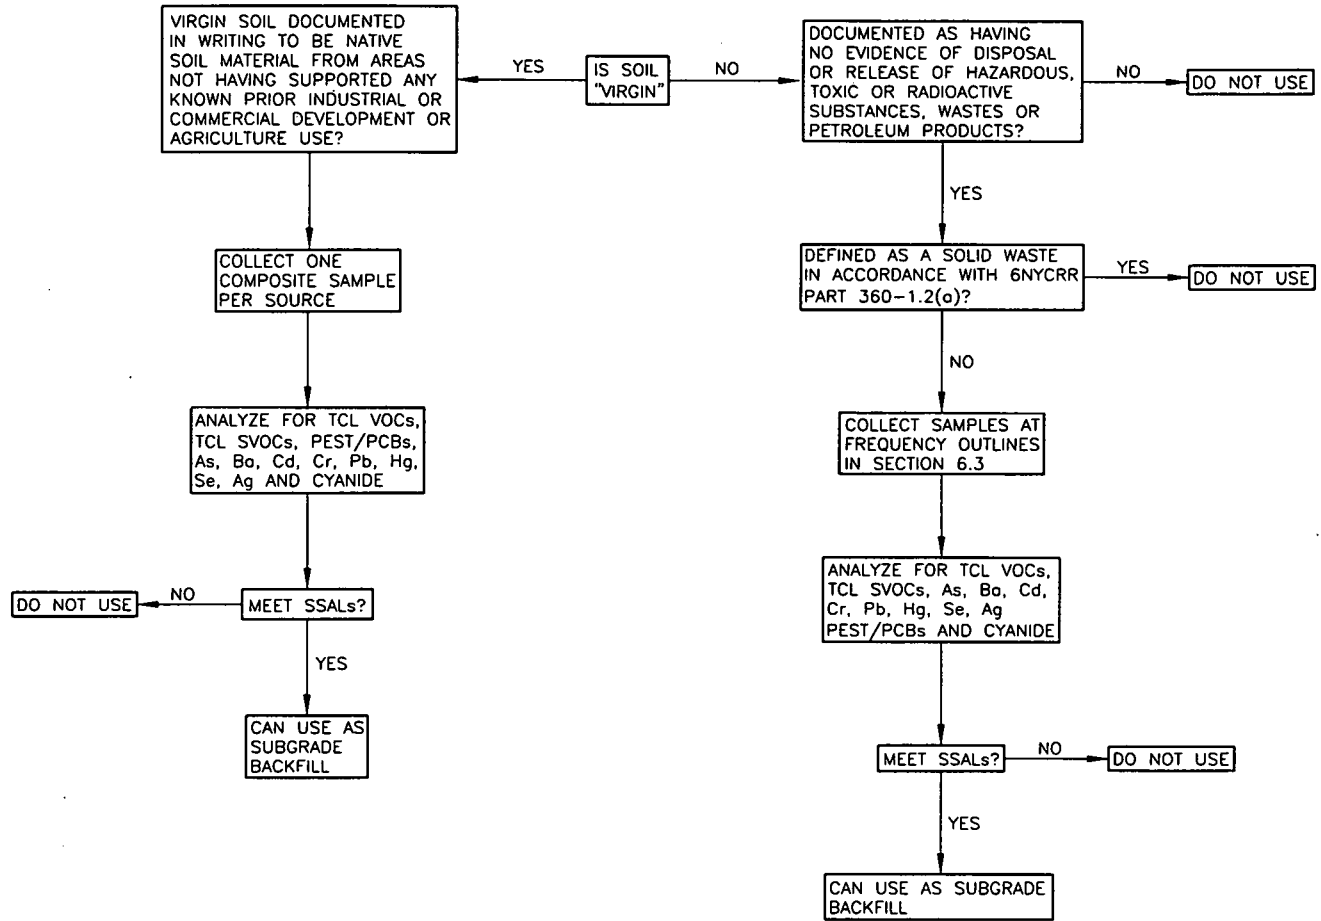 VIRGIN SOIL DOCUMENTED
IN WRITING TO BE NATIVE
SOIL MATERIAL FROM AREAS
NOT HAVING SUPPORTED ANY
KNOWN PRIOR INDUSTRIAL OR
COMMERCIAL DEVELOPMENT OR
AGRICULTURE USE?
YES
IS SOIL
"VIRGIN"
NO
DOCUMENTED AS HAVING
NO EVIDENCE OF DISPOSAL
OR RELEASE OF HAZARDOUS,
TOXIC OR RADIOACTIVE
SUBSTANCES, WASTES OR
PETROLEUM PRODUCTS?
NO
DO NOT USE
YES
COLLECT ONE
COMPOSITE SAMPLE
PER SOURCE
DEFINED AS A SOLID WASTE
IN ACCORDANCE WITH 6NYCRR
PART 360-1.2(a)?
YES
DO NOT USE
NO
ANALYZE FOR TCL VOCs,
TCL SVOCs, PEST/PCBs,
As, Ba, Cd, Cr, Pb, Hg,
Se, Ag AND CYANIDE
COLLECT SAMPLES AT
FREQUENCY OUTLINES
IN SECTION 6.3
ANALYZE FOR TCL VOCs,
TCL SVOCs, As, Ba, Cd,
Cr, Pb, Hg, Se, Ag
PEST/PCBs AND CYANIDE
DO NOT USE
NO
MEET SSALs?
YES
CAN USE AS
SUBGRADE
BACKFILL
MEET SSALs?
NO
DO NOT USE
YES
CAN USE AS SUBGRADE
BACKFILL